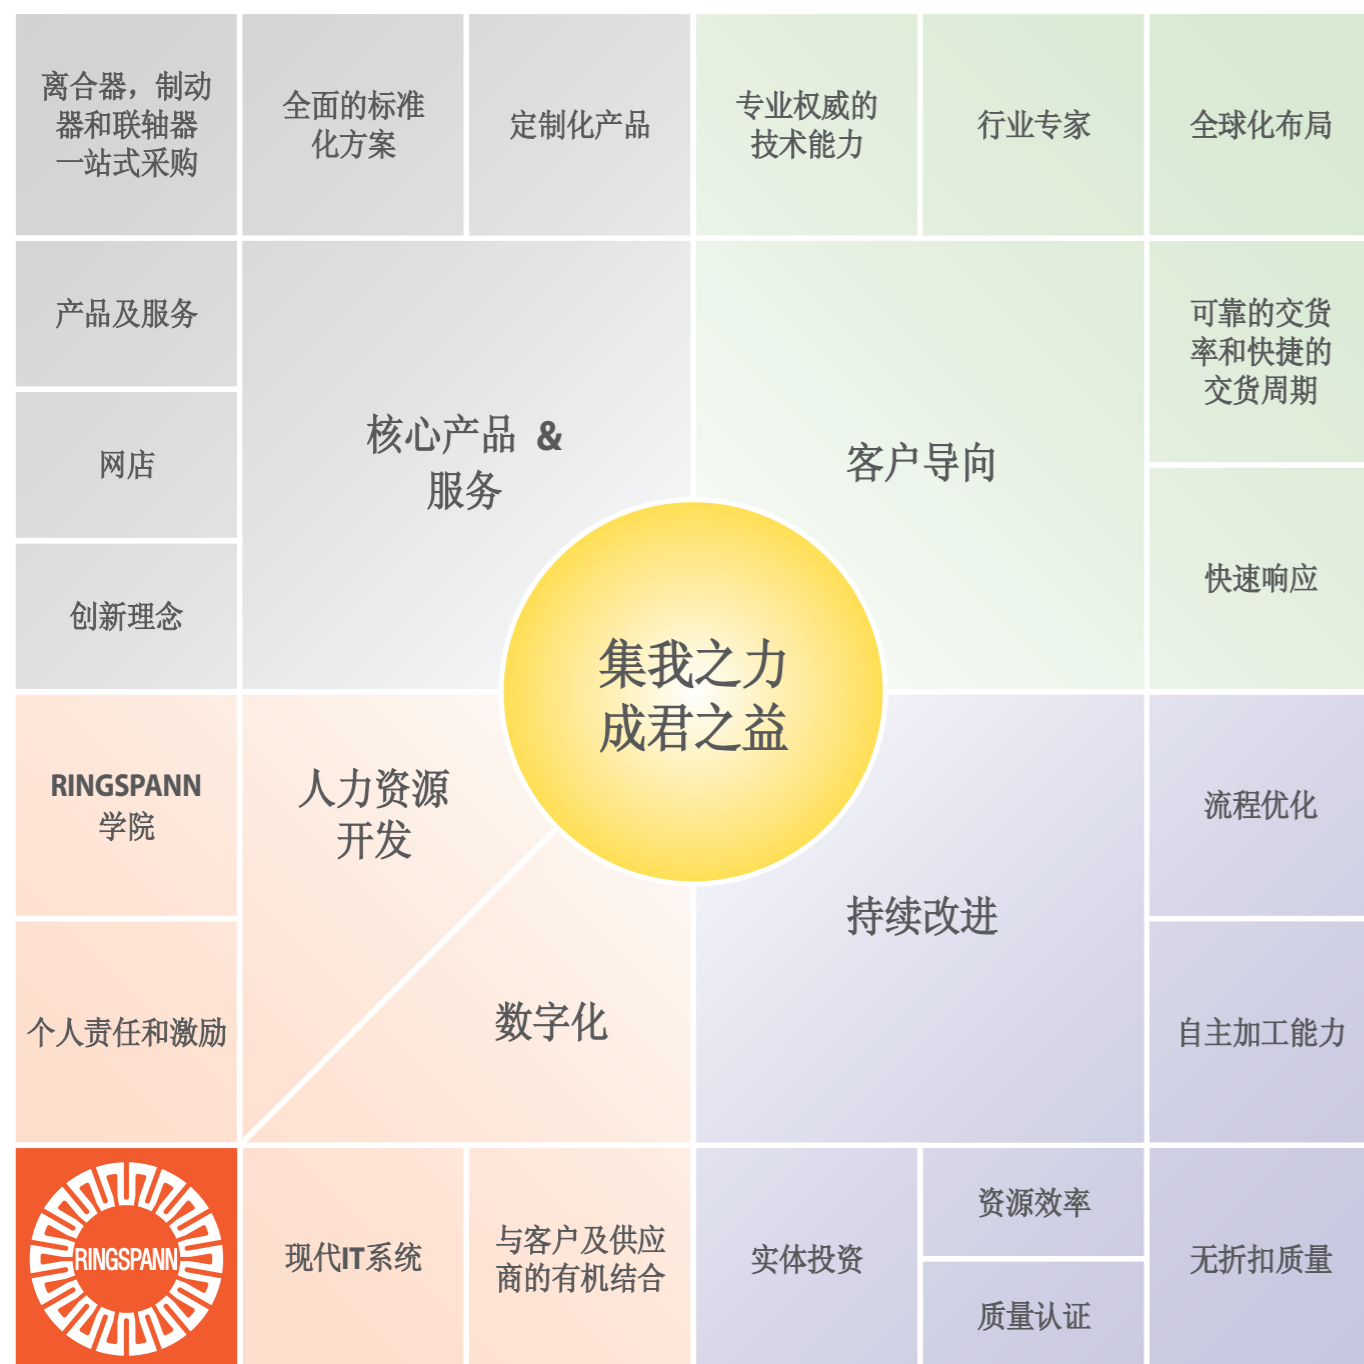 离合器，制动
器和联轴器
一站式采购
全面的标准
化方案
定制化产品
专业权威的
技术能力
行业专家
全球化布局
产品及服务
网店
创新理念
核心产品 &
服务
客户导向
可靠的交货
率和快捷的
交货周期
快速响应
集我之力
成君之益
RINGSPANN
学院
个人责任和激励
人力资源
开发
数字化
持续改进
流程优化
自主加工能力
RINGSPANN
现代IT系统
与客户及供应
商的有机结合
实体投资
资源效率
质量认证
无折扣质量